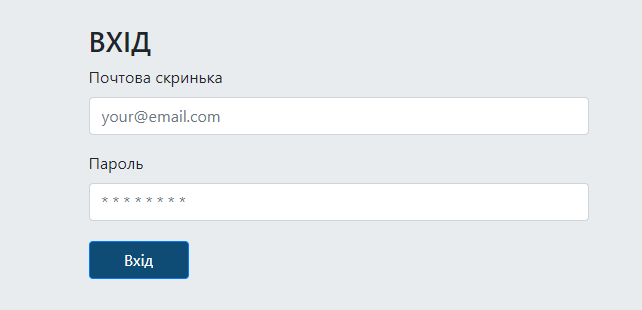 ВХІД
Почтова скринька
your@email.com
Пароль
* * * * * * * *
Вхід